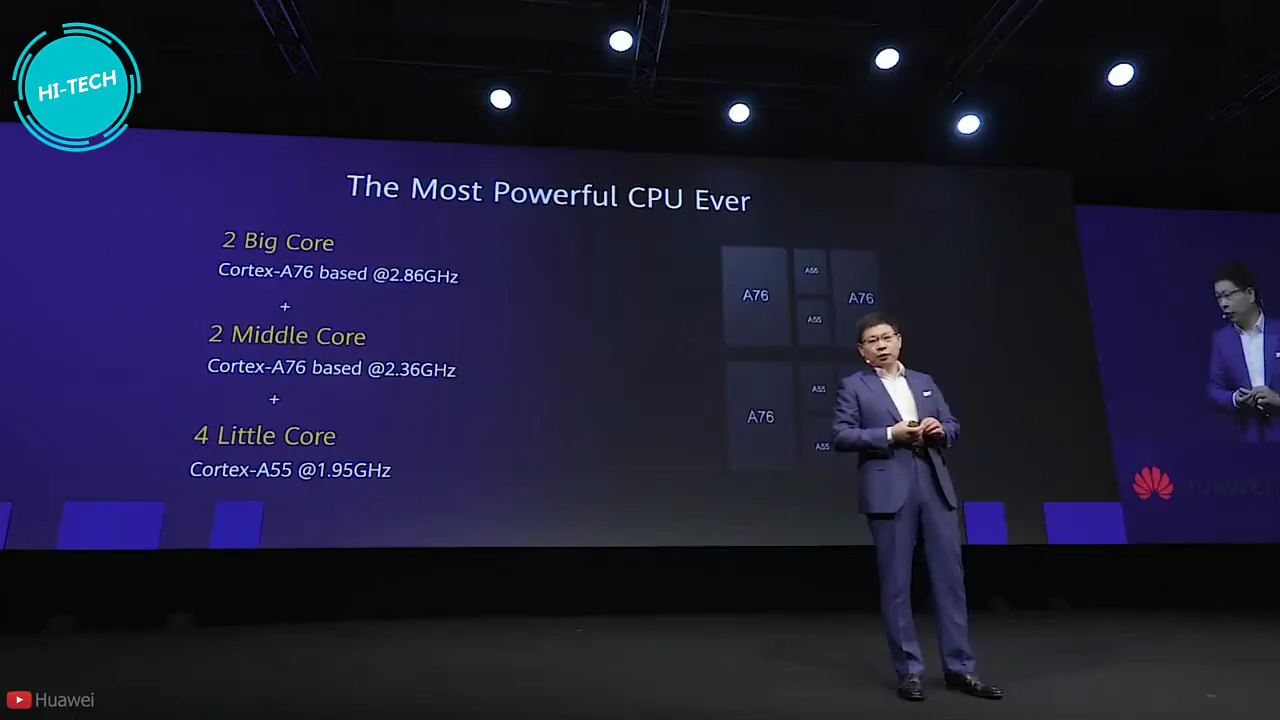 HI-TECH
The Most Powerful CPU Ever
2 Big Core
Cortex-A76 based @2.86GHz
+
2 Middle Core
Cortex-A76 based @2.36GHz
+
4 Little Core
Cortex-A55 @1.95GHz
A76
A55
A76
A55
A76
A55
A55
HUAWEI
Huawei